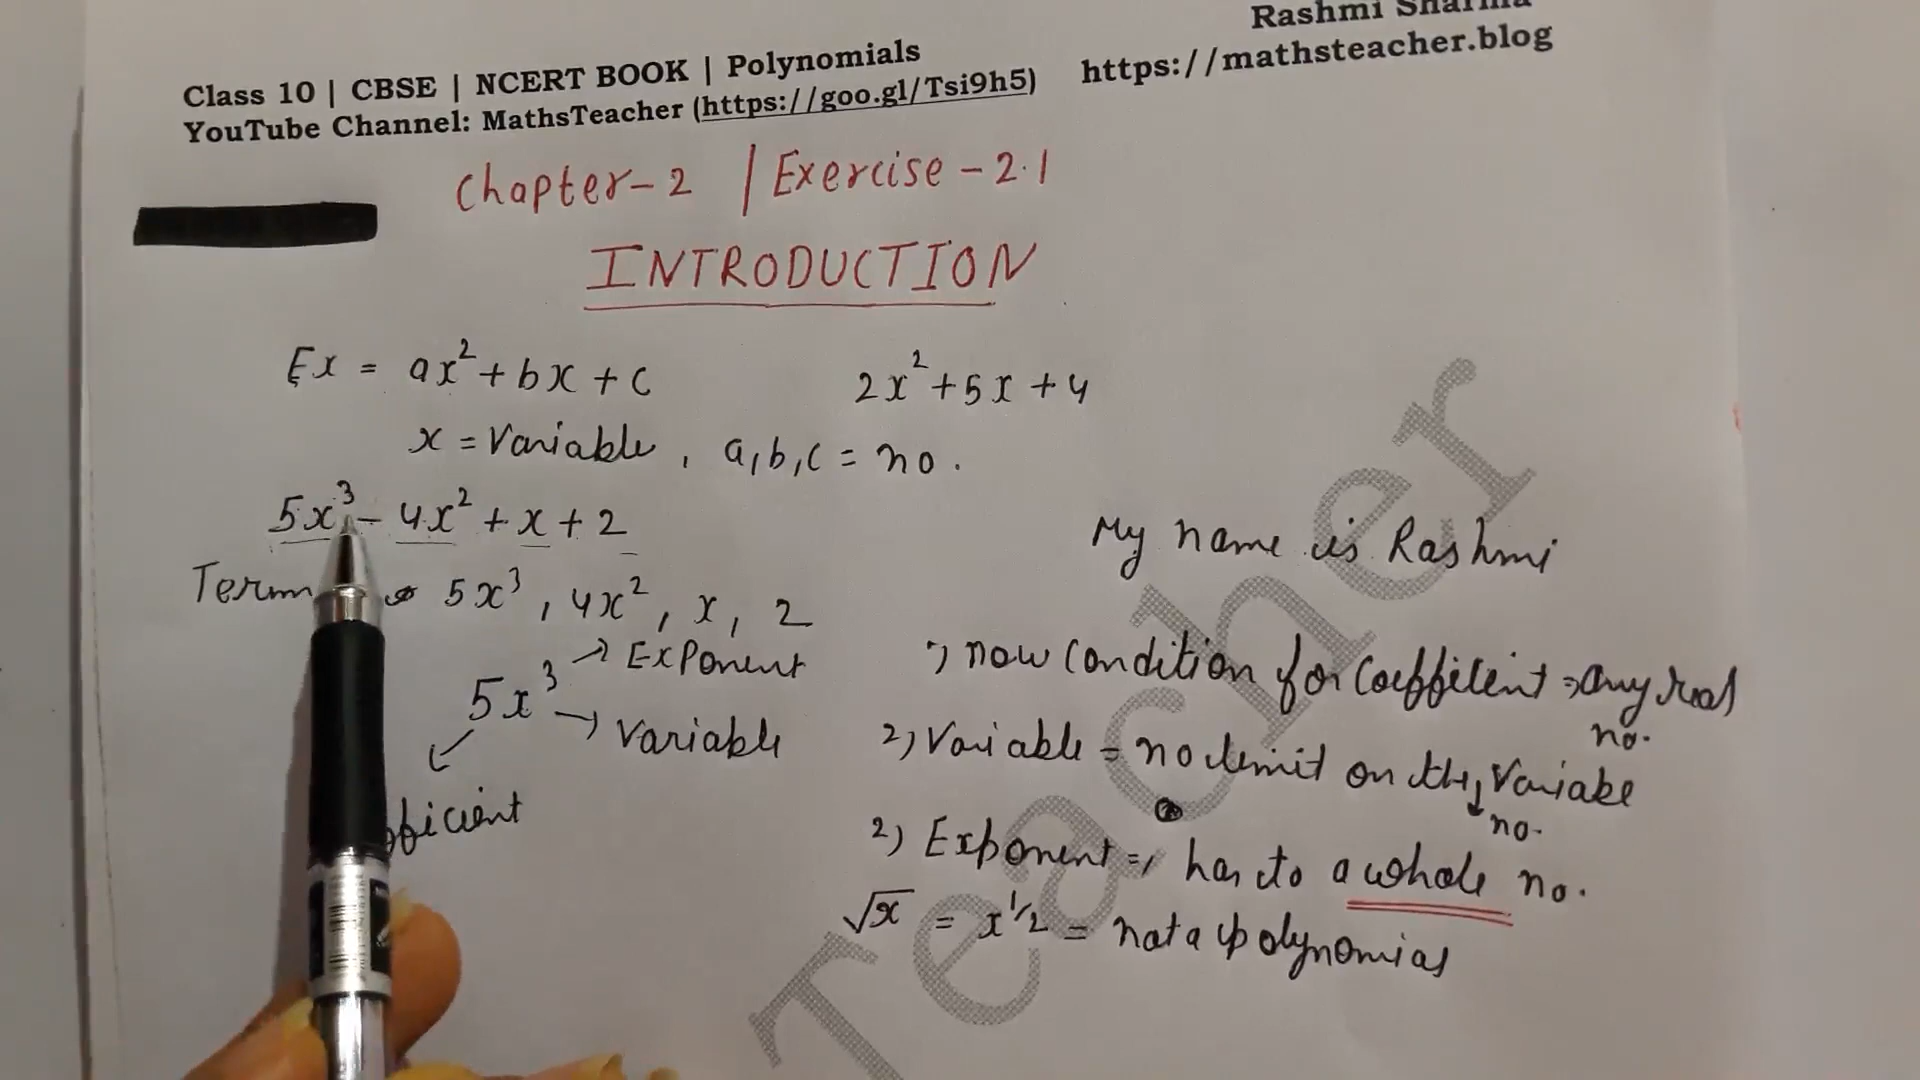 Rashmi Sharma
Class 10 | CBSE | NCERT BOOK | Polynomials
https://mathsteacher.blog
YouTube Channel: MathsTeacher (https://goo.gl/Tsi9h5)
Chapter-2 | Exercise-2.1
INTRODUCTION
Ex = ax² + bx + c
2x² + 5x + 4
x = Variable, a, b, c = no.
5x³ - 4x² + x + 2
My name is Rashmi
Term 5x³, 4x², x, 2
→ Exponent
5x³ → Variable
fficient
1) now condition for coefficient ⇒ any real
no.
2) Variable = no limit on the Variable
no.
2) Exponent ⇒ has to a whole no.
√x = x^1/2 = not a polynomial
Teacher